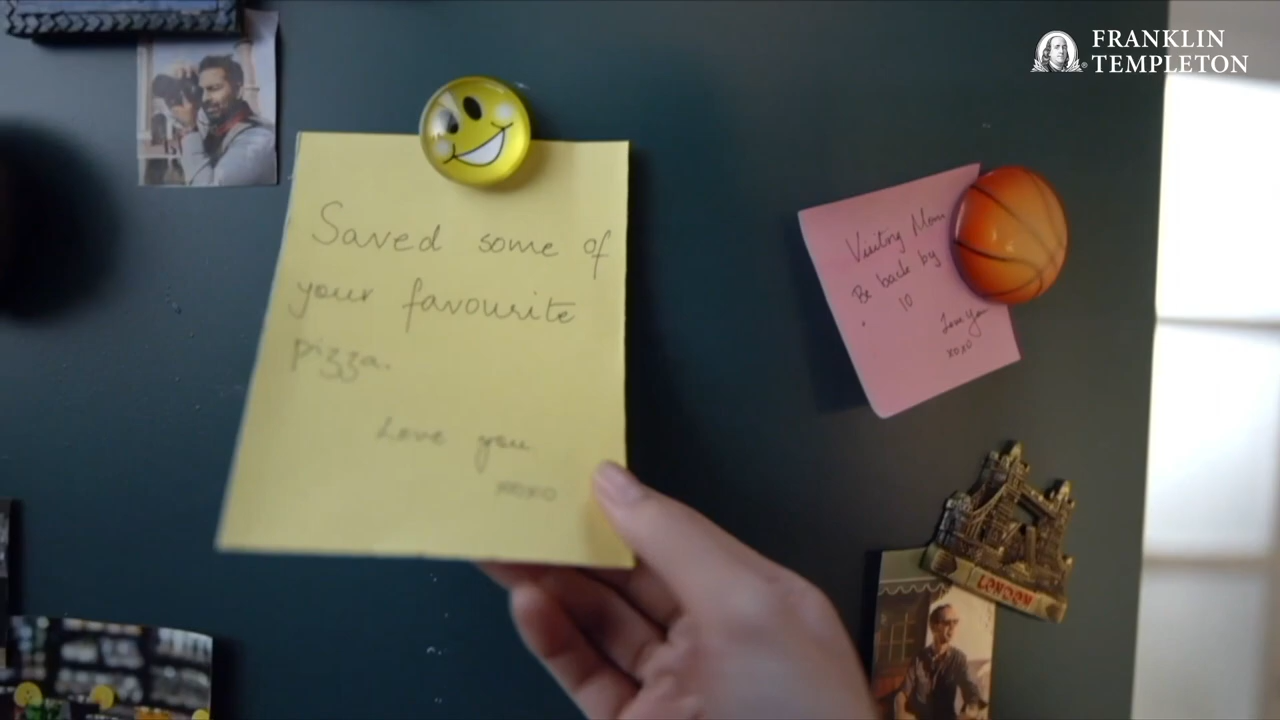 FRANKLIN
TEMPLETON
Saved some of
your favourite
pizza.
Love you
xoxo
Visiting Mom
Be back by
10
Love You
xoxo
LONDON